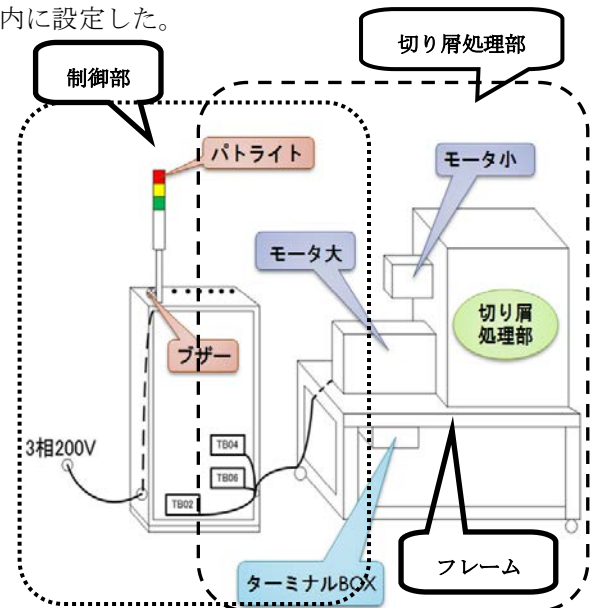 内に設定した。
切り屑処理部
制御部
パトライト
モータ小
モータ大
切り屑
処理部
ブザー
3相200V
TB04
TB06
TB02
フレーム
ターミナルBOX